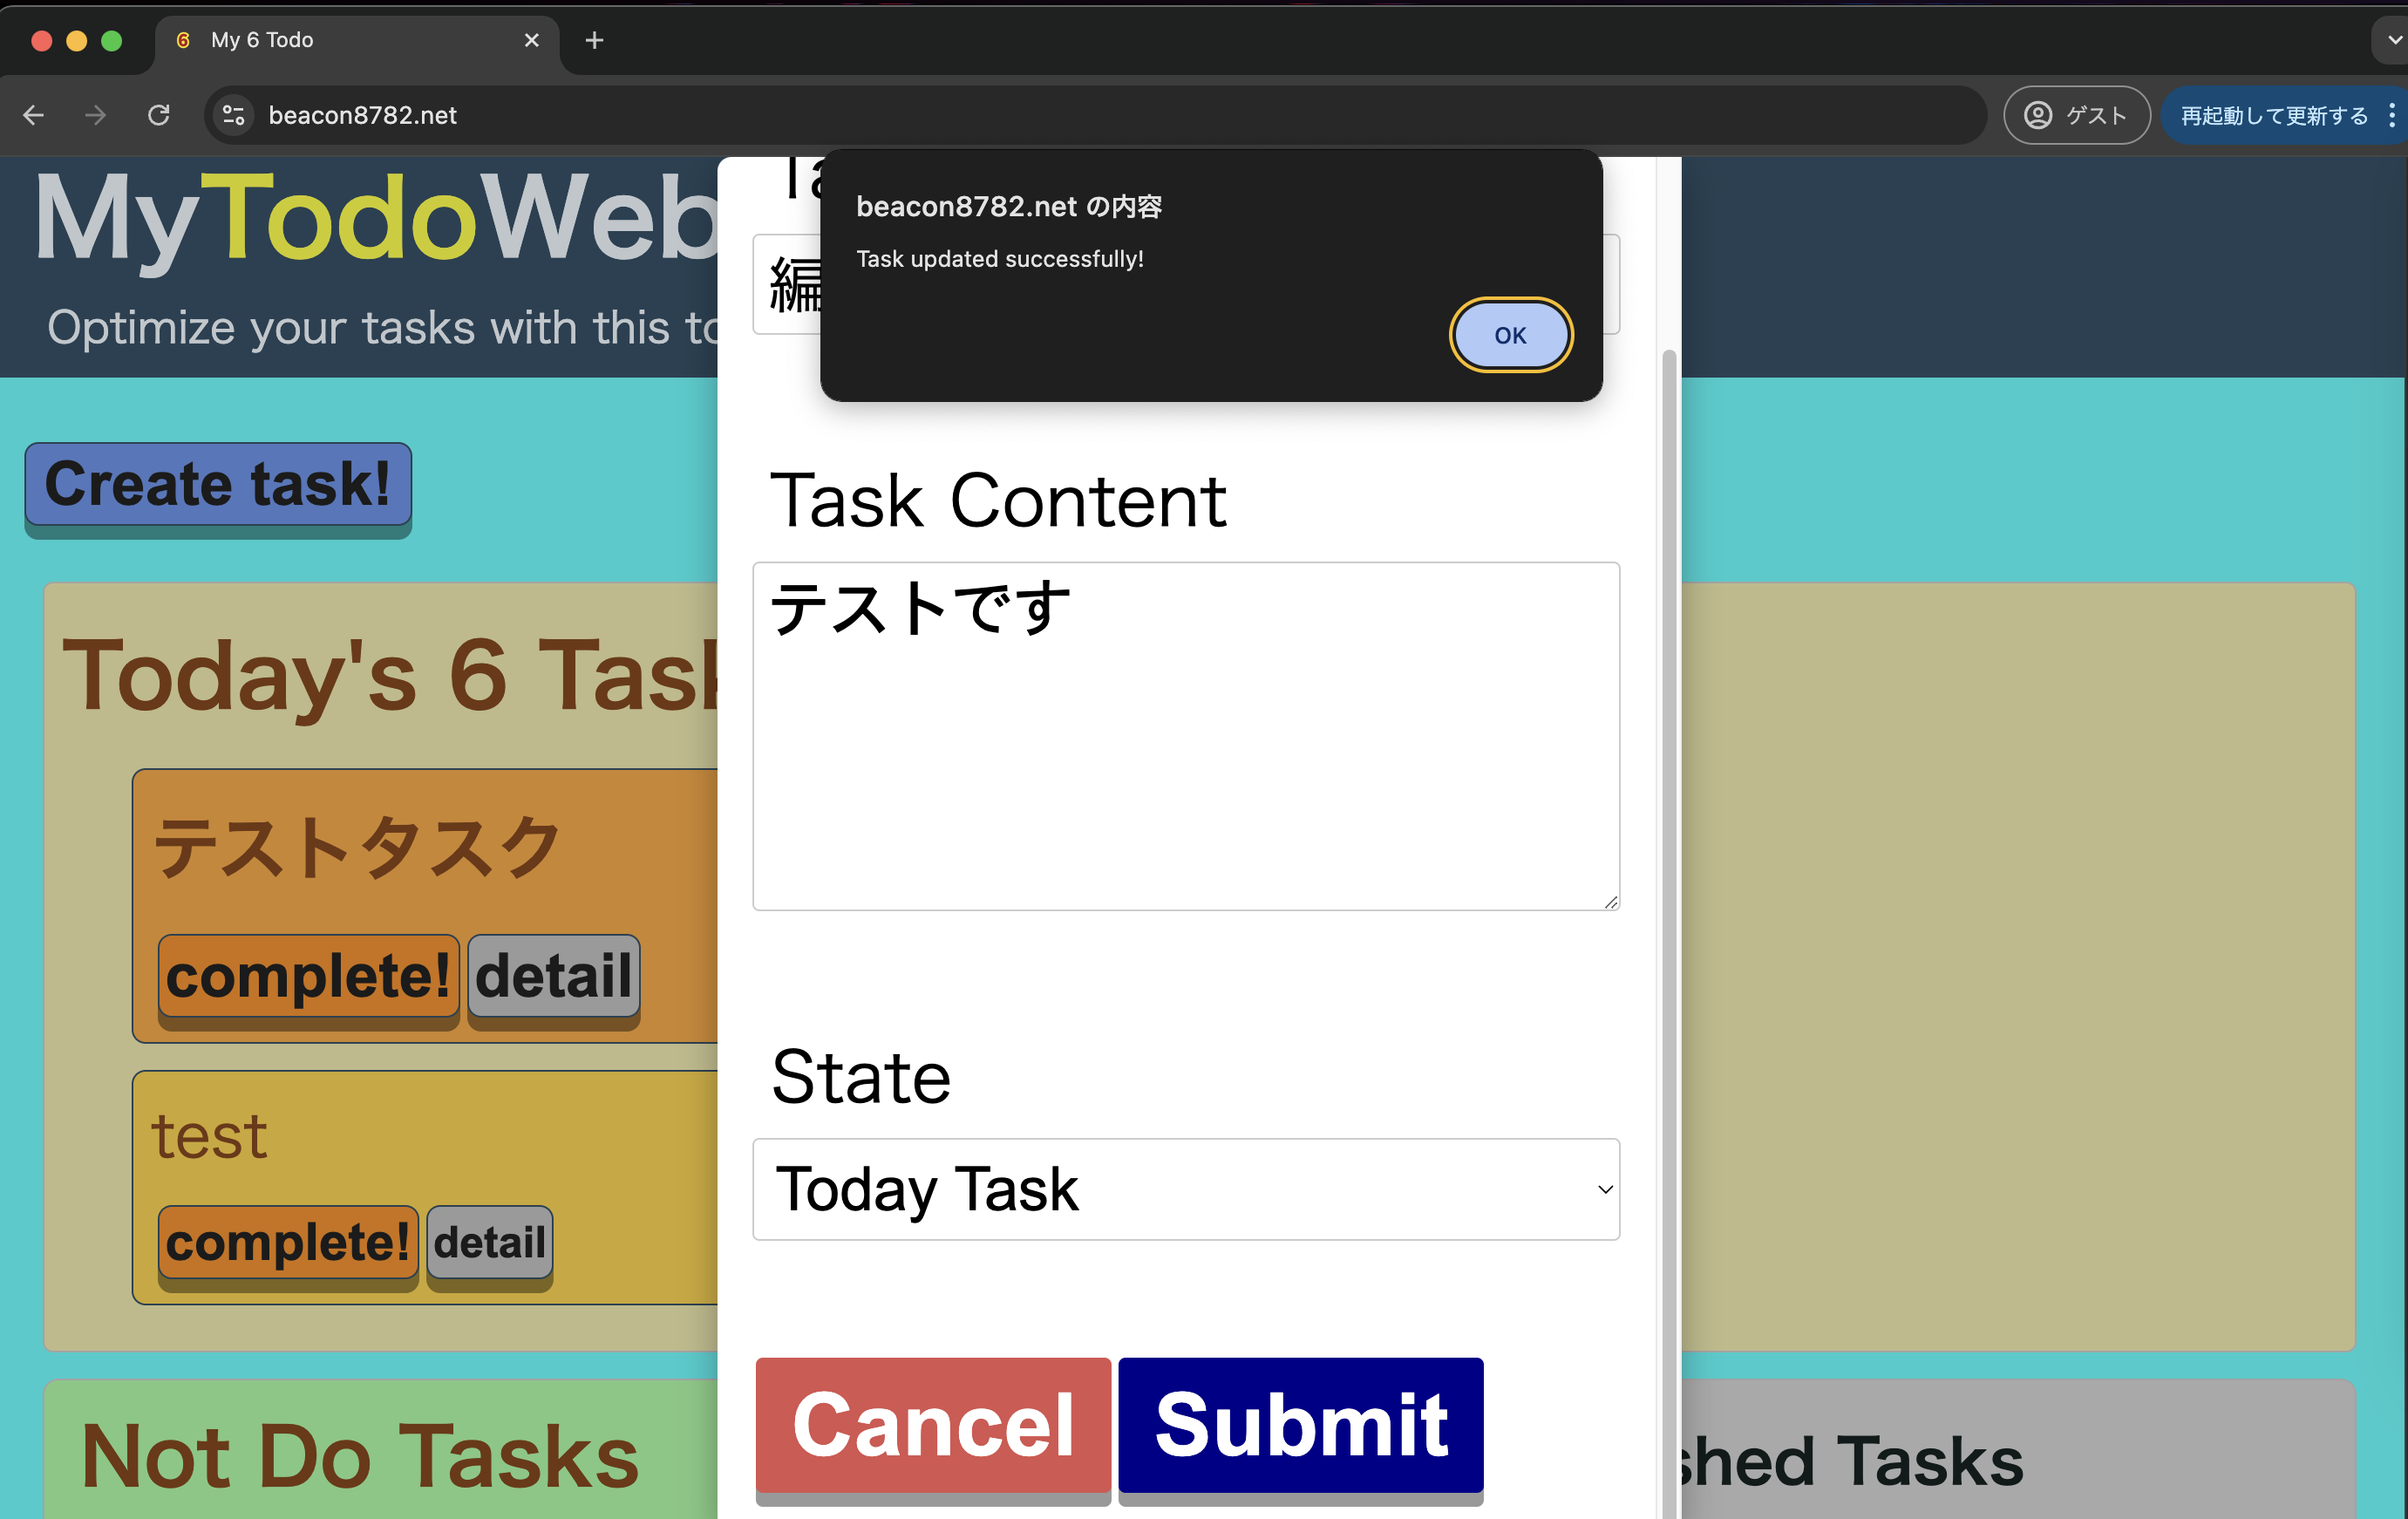 My 6 Todo
beacon8782.net
ゲスト
再起動して更新する
MyTodoWeb
Optimize your tasks with this
beacon8782.net の内容
Task updated successfully!
OK
編
Create task!
Task Content
テストです
Today's 6
テストタスク
complete! detail
State
test
Today Task
complete! detail
Cancel Submit
Not Do Tasks
shed Tasks